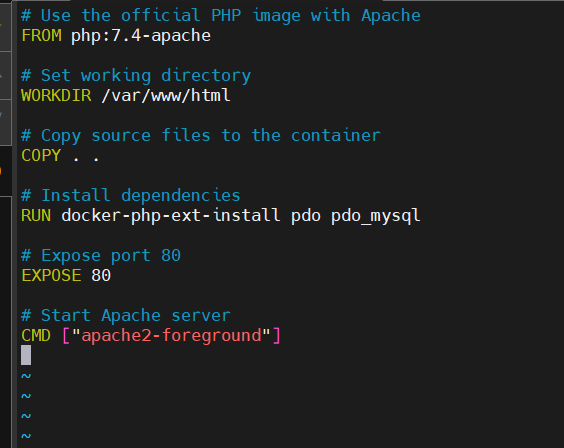 # Use the official PHP image with Apache
FROM php:7.4-apache
# Set working directory
WORKDIR /var/www/html
# Copy source files to the container
COPY . .
# Install dependencies
RUN docker-php-ext-install pdo pdo_mysql
# Expose port 80
EXPOSE 80
# Start Apache server
CMD ["apache2-foreground"]
~
~
~
~